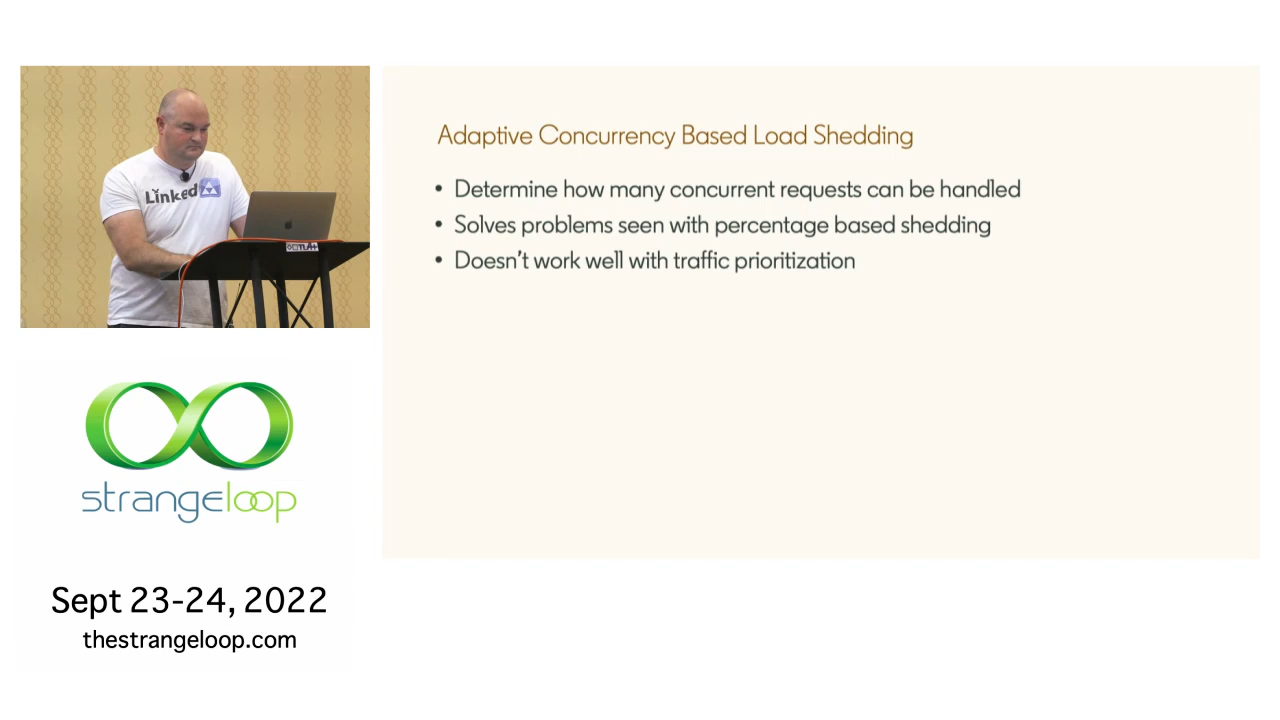 Adaptive Concurrency Based Load Shedding
• Determine how many concurrent requests can be handled
• Solves problems seen with percentage based shedding
• Doesn't work well with traffic prioritization
Linked
strangeloop
Sept 23-24, 2022
thestrangeloop.com